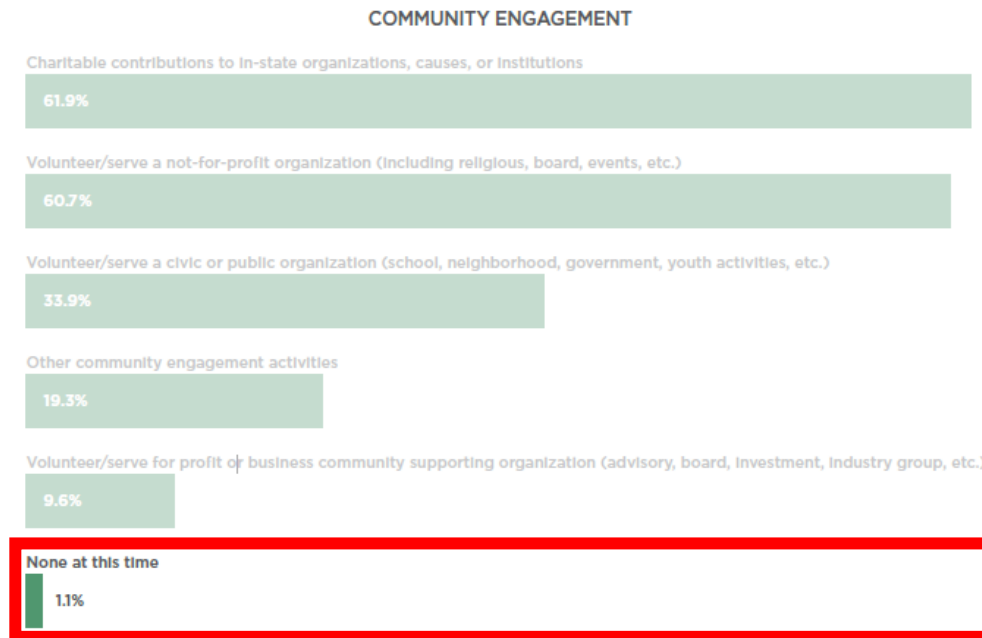 COMMUNITY ENGAGEMENT
Charitable contributions to in-state organizations, causes, or institutions
61.9%
Volunteer/serve a not-for-profit organization (including religious, board, events, etc.)
60.7%
Volunteer/serve a civic or public organization (school, neighborhood, government, youth activities, etc.)
33.9%
Other community engagement activities
19.3%
Volunteer/serve for profit or business community supporting organization (advisory, board, investment, industry group, etc.)
9.6%
None at this time
1.1%